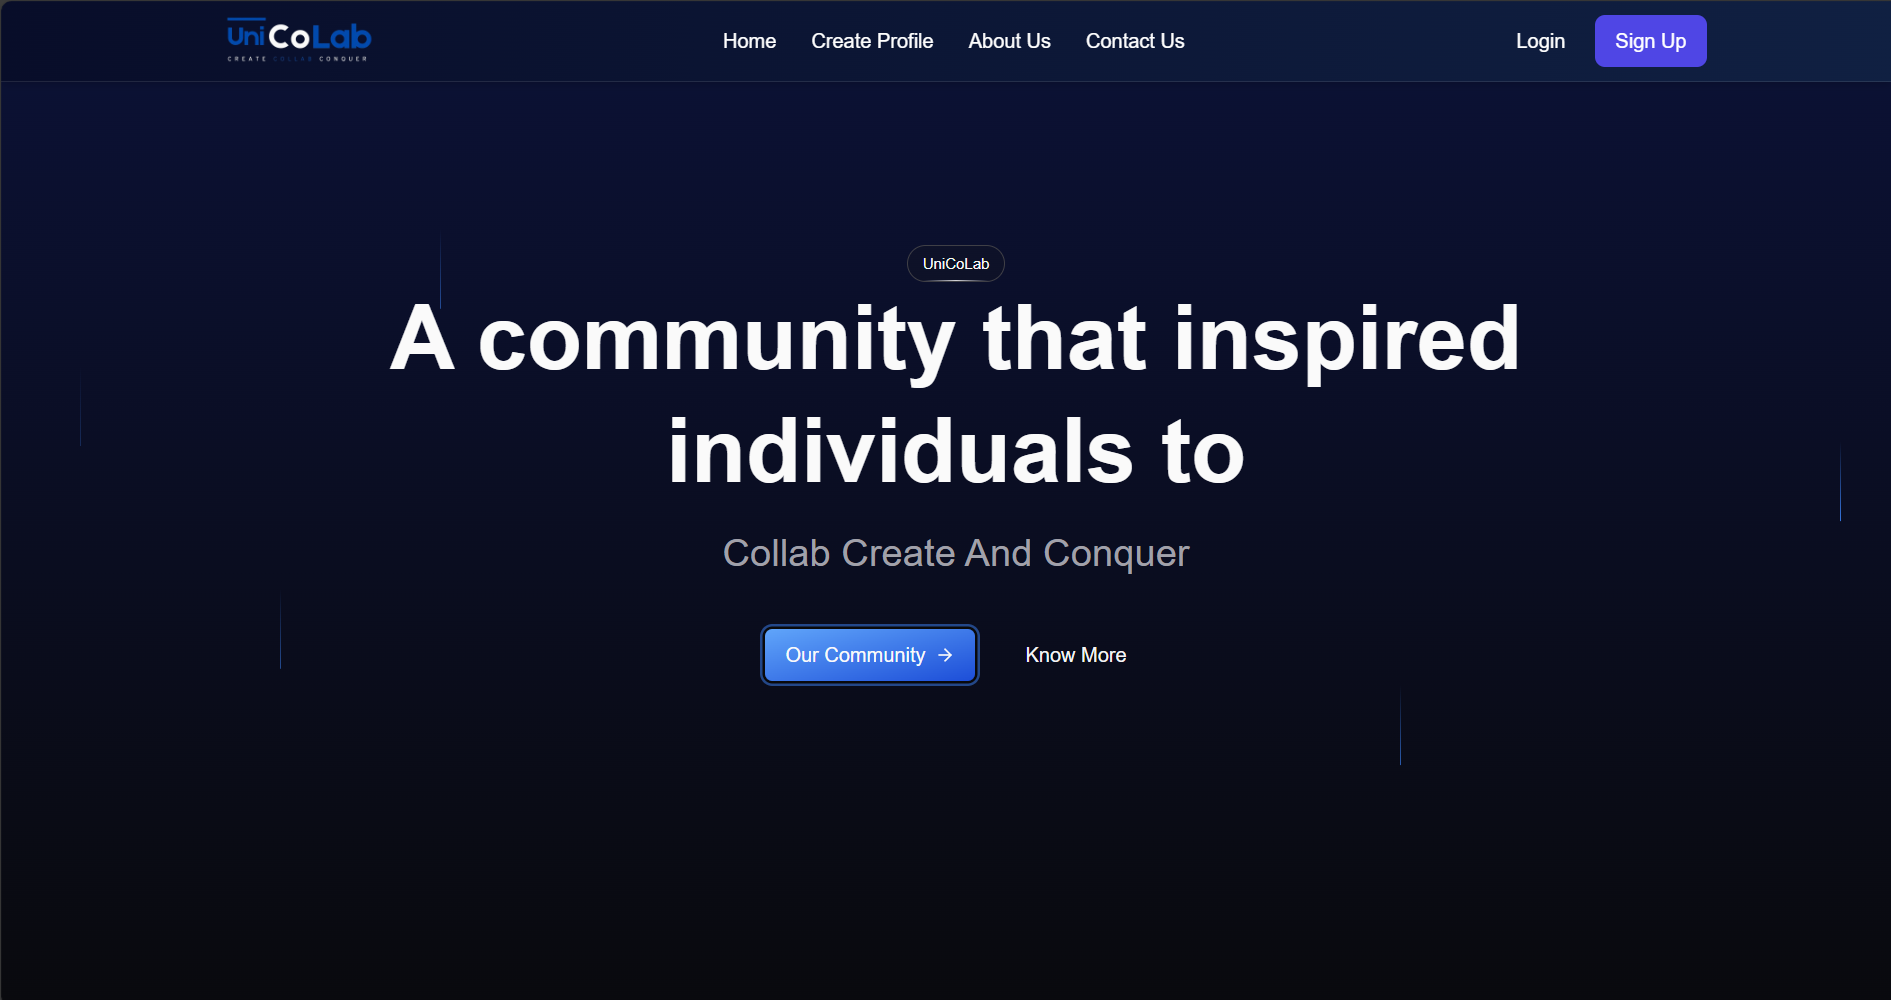 UniCoLab
CREATE COLLAB CONQUER
Home
Create Profile
About Us
Contact Us
Login
Sign Up
UniCoLab
A community that inspired
individuals to
Collab Create And Conquer
Our Community
Know More